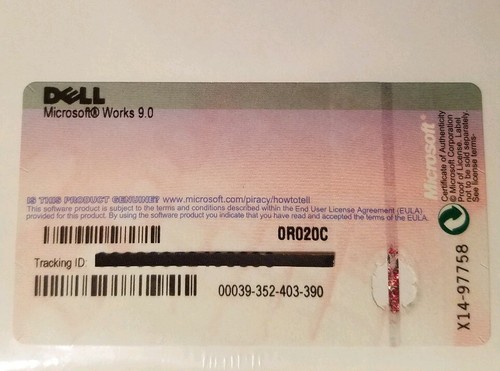 DELL
Microsoft® Works 9.0
IS THIS PRODUCT GENUINE? www.microsoft.com/piracy/howtotell
This software product is subject to the terms and conditions described within the End User License Agreement (EULA)
provided for this product. By using the software product you indicate that you have read and accepted the terms of the EULA.
0R020C
Tracking ID:
00039-352-403-390
Microsoft®
Certificate of Authenticity
© Microsoft Corporation
Proof of License. Label
not to be sold separately.
See license terms-
X14-97758